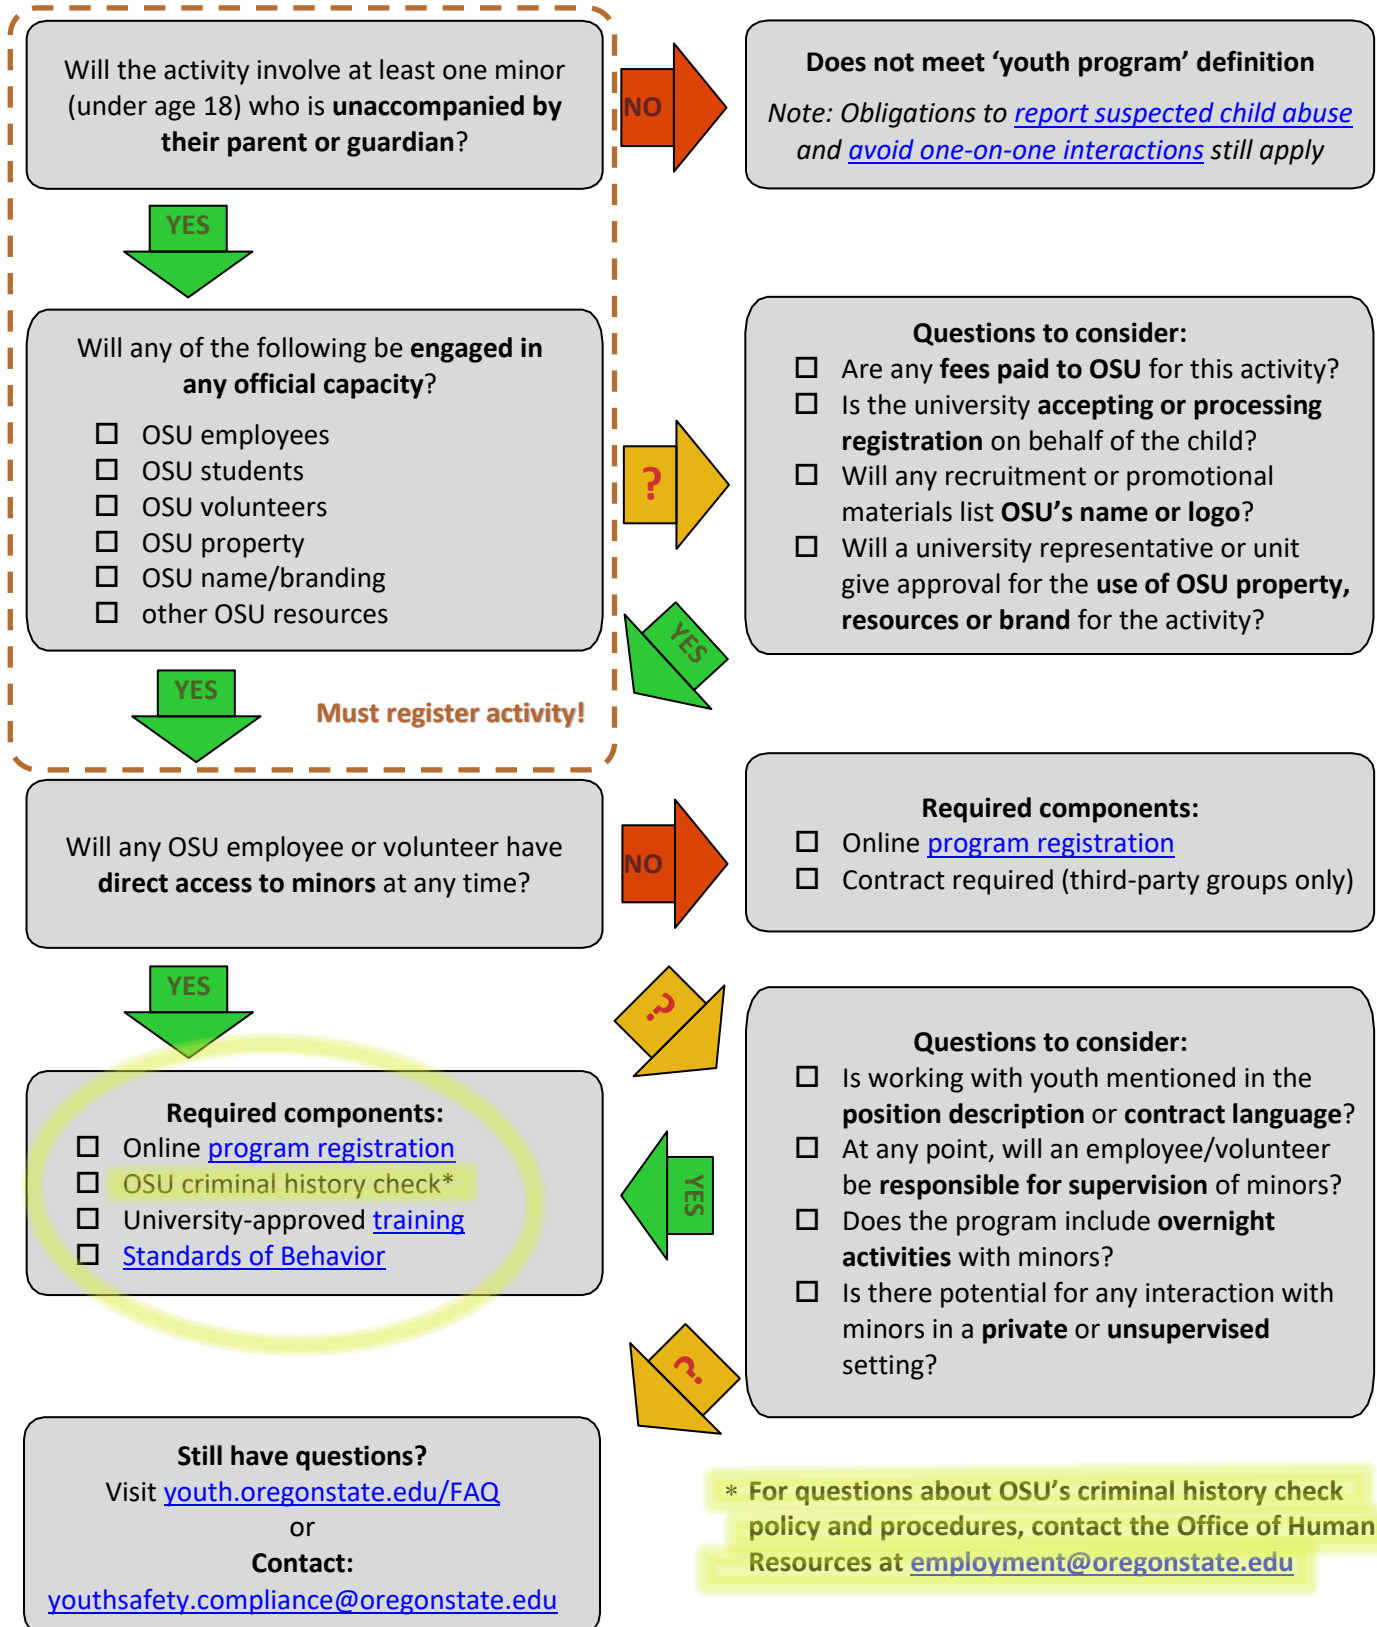 Will the activity involve at least one minor
(under age 18) who is unaccompanied by
their parent or guardian?
NO
Does not meet ‘youth program’ definition
Note: Obligations to report suspected child abuse
and avoid one-on-one interactions still apply
YES
Will any of the following be engaged in
any official capacity?
☐ OSU employees
☐ OSU students
☐ OSU volunteers
☐ OSU property
☐ OSU name/branding
☐ other OSU resources
?
Questions to consider:
☐ Are any fees paid to OSU for this activity?
☐ Is the university accepting or processing
registration on behalf of the child?
☐ Will any recruitment or promotional
materials list OSU’s name or logo?
☐ Will a university representative or unit
give approval for the use of OSU property,
resources or brand for the activity?
YES
YES
Must register activity!
Will any OSU employee or volunteer have
direct access to minors at any time?
NO
Required components:
☐ Online program registration
☐ Contract required (third-party groups only)
YES
?
Required components:
☐ Online program registration
☐ OSU criminal history check*
☐ University-approved training
☐ Standards of Behavior
YES
Questions to consider:
☐ Is working with youth mentioned in the
position description or contract language?
☐ At any point, will an employee/volunteer
be responsible for supervision of minors?
☐ Does the program include overnight
activities with minors?
☐ Is there potential for any interaction with
minors in a private or unsupervised
setting?
?
Still have questions?
Visit youth.oregonstate.edu/FAQ
or
Contact:
youthsafety.compliance@oregonstate.edu
* For questions about OSU’s criminal history check
policy and procedures, contact the Office of Human
Resources at employment@oregonstate.edu